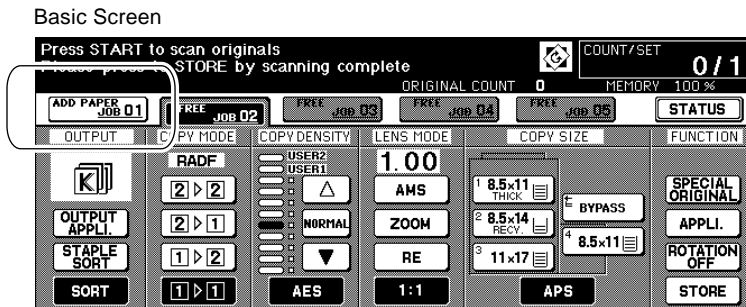 Basic Screen
Press START to scan originals
Please press to STORE by scanning complete
COUNT/SET
0/1
ORIGINAL COUNT 0 MEMORY 100 %
ADD PAPER JOB 01
FREE JOB 02
FREE JOB 03
FREE JOB 04
FREE JOB 05
STATUS
OUTPUT COPY MODE COPY DENSITY LENS MODE COPY SIZE FUNCTION
RADF
USER2
USER1
1.00
K
2▷2
△
AMS
1 8.5x11
THICK
BYPASS
SPECIAL
ORIGINAL
OUTPUT
APPLI.
2▷1
NORMAL
ZOOM
2 8.5x14
RECY.
4 8.5x11
APPLI.
STAPLE
SORT
1▷2
▼
RE
3 11x17
ROTATION
OFF
SORT
1▷1
AES
1:1
APS
STORE